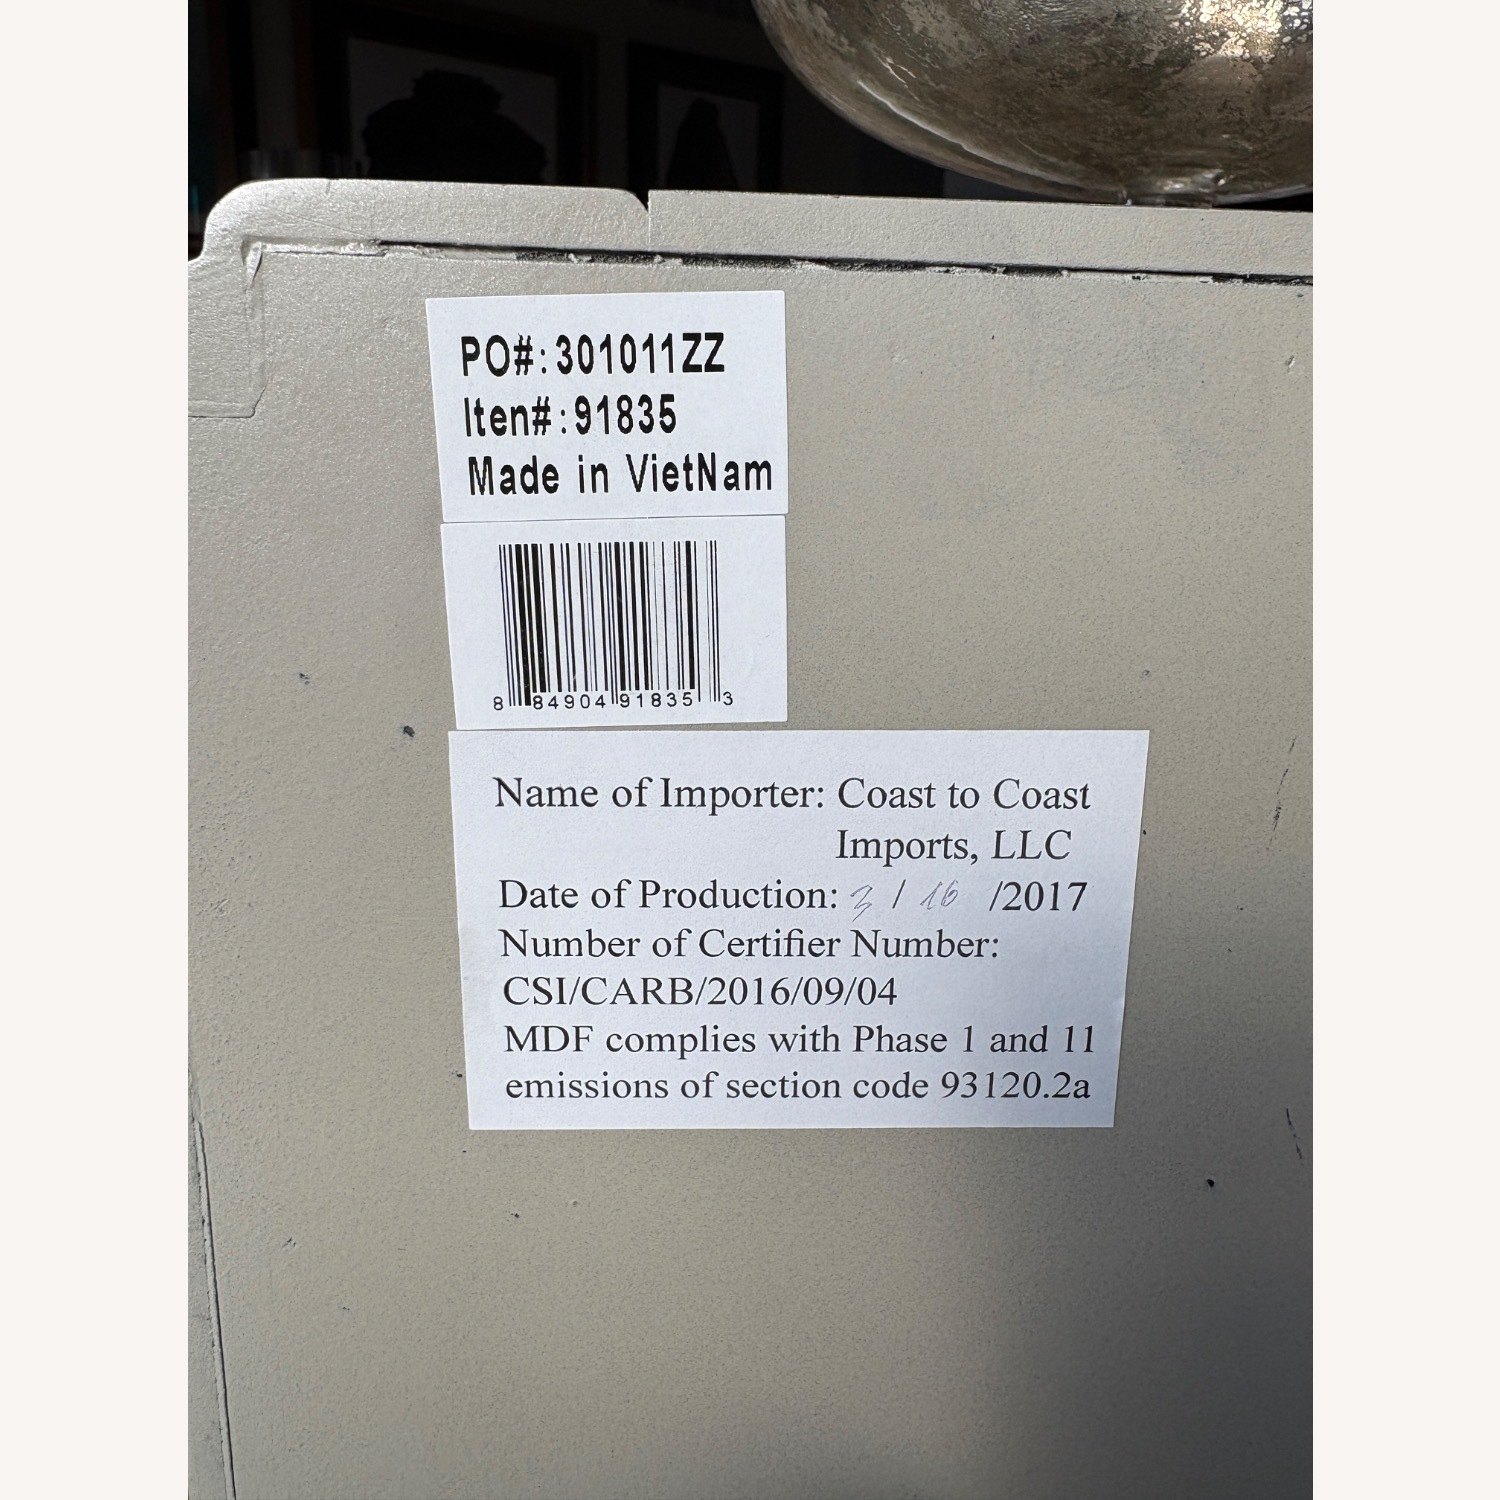 PO#:301011ZZ
Iten#:91835
Made in VietNam
8 84904 91835 3
Name of Importer: Coast to Coast
Imports, LLC
Date of Production: 3 / 16 /2017
Number of Certifier Number:
CSI/CARB/2016/09/04
MDF complies with Phase 1 and 11
emissions of section code 93120.2a